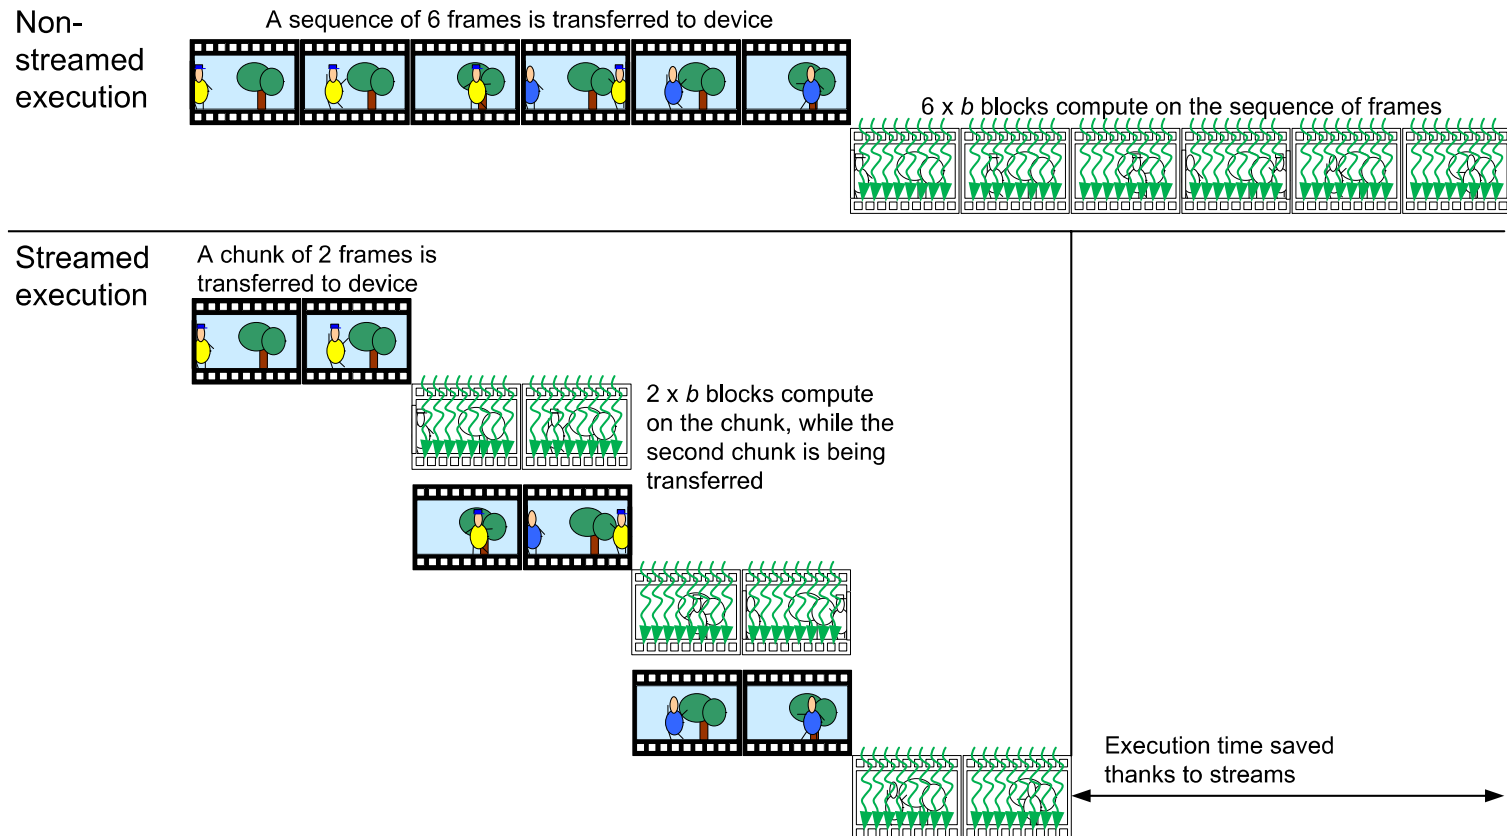 Non-
streamed
execution
A sequence of 6 frames is transferred to device
6 x b blocks compute on the sequence of frames
Streamed
execution
A chunk of 2 frames is
transferred to device
2 x b blocks compute
on the chunk, while the
second chunk is being
transferred
Execution time saved
thanks to streams